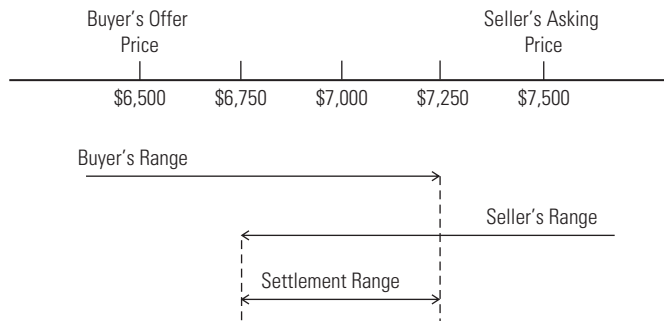 Buyer’s Offer
Price
Seller’s Asking
Price
$6,500 $6,750 $7,000 $7,250 $7,500
Buyer’s Range
Seller’s Range
Settlement Range